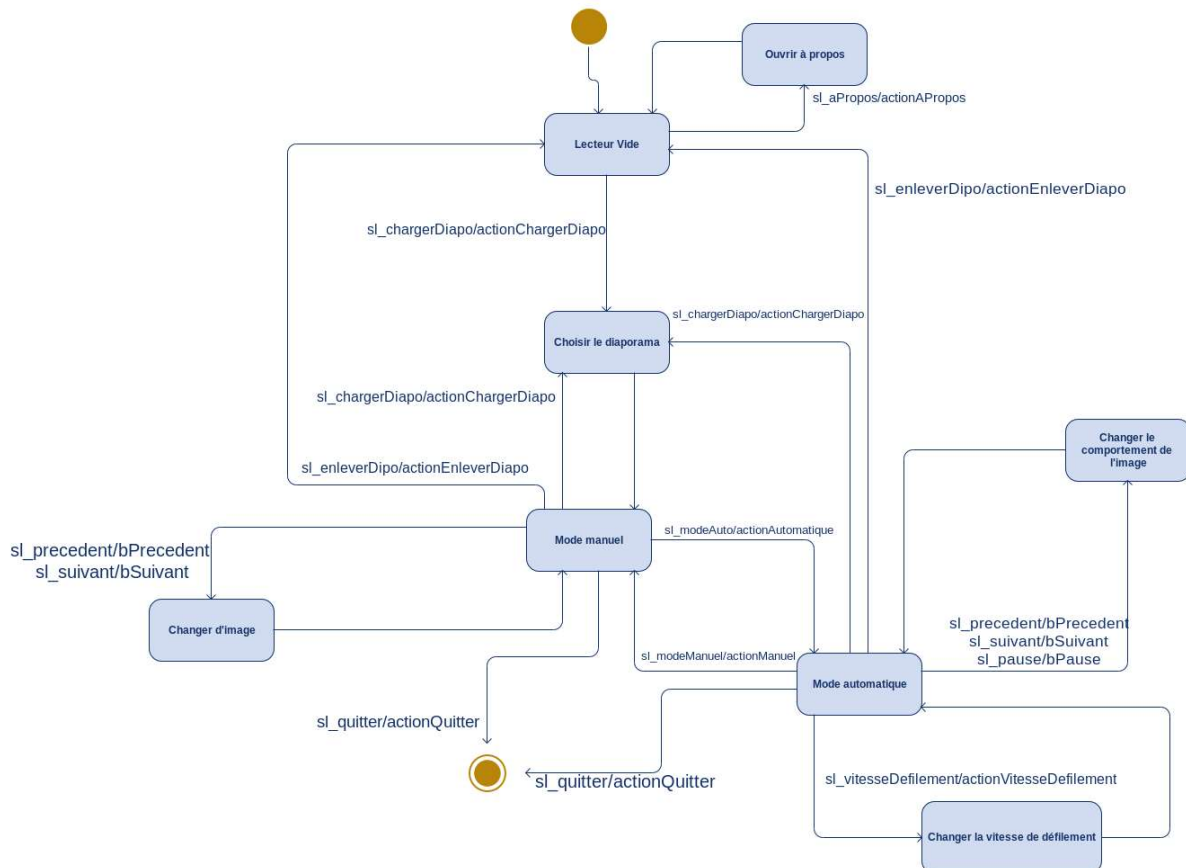 Ouvrir à propos
sl_aPropos/actionAPropos
Lecteur Vide
sl_enleverDipo/actionEnleverDiapo
sl_chargerDiapo/actionChargerDiapo
sl_chargerDiapo/actionChargerDiapo
Choisir le diaporama
sl_chargerDiapo/actionChargerDiapo
Changer le
comportement de
l'image
sl_enleverDipo/actionEnleverDiapo
Mode manuel
sl_modeAuto/actionAutomatique
sl_precedent/bPrecedent
sl_suivant/bSuivant
Changer d'image
sl_precedent/bPrecedent
sl_suivant/bSuivant
sl_pause/bPause
sl_modeManuel/actionManuel
Mode automatique
sl_quitter/actionQuitter
sl_quitter/actionQuitter
sl_vitesseDefilement/actionVitesseDefilement
Changer la vitesse de défilement